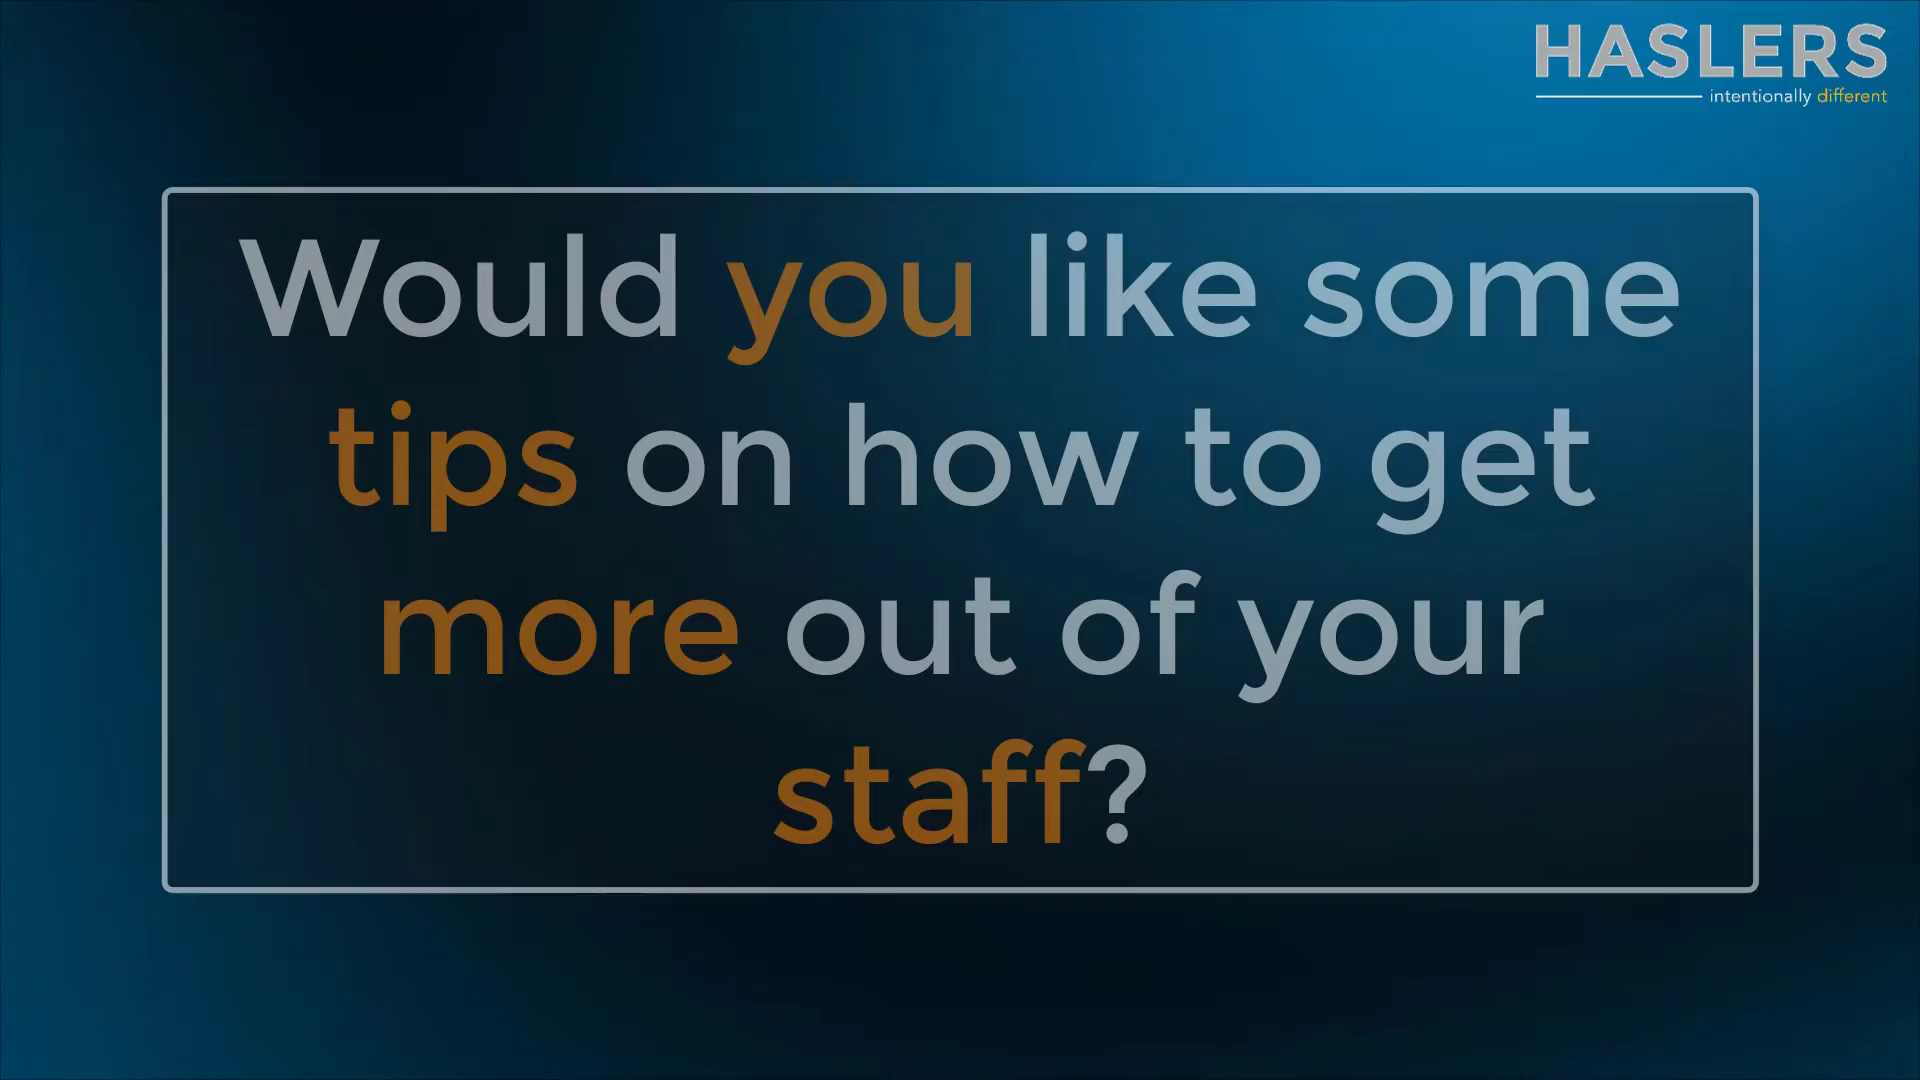 HASLERS
intentionally different
Would you like some
tips on how to get
more out of your
staff?